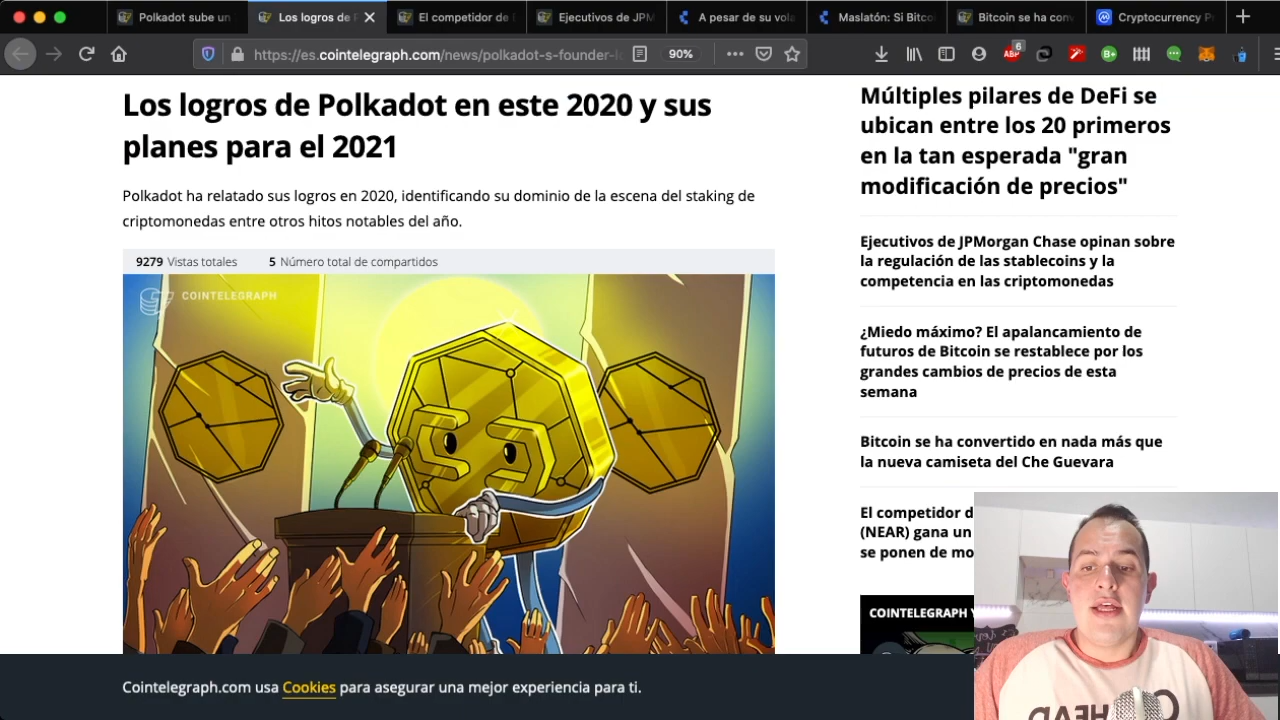 Polkadot sube un
Los logros de P
El competidor de
Ejecutivos de JPM
A pesar de su vola
Maslatón: Si Bitco
Bitcoin se ha conv
Cryptocurrency P
https://es.cointelegraph.com/news/polkadot-s-founder-lo
90%
6
ABP
B+
Los logros de Polkadot en este 2020 y sus
planes para el 2021
Polkadot ha relatado sus logros en 2020, identificando su dominio de la escena del staking de
criptomonedas entre otros hitos notables del año.
9279 Vistas totales 5 Número total de compartidos
COINTELEGRAPH
Múltiples pilares de DeFi se
ubican entre los 20 primeros
en la tan esperada "gran
modificación de precios"
Ejecutivos de JPMorgan Chase opinan sobre
la regulación de las stablecoins y la
competencia en las criptomonedas
¿Miedo máximo? El apalancamiento de
futuros de Bitcoin se restablece por los
grandes cambios de precios de esta
semana
Bitcoin se ha convertido en nada más que
la nueva camiseta del Che Guevara
El competidor d
(NEAR) gana un
se ponen de mo
COINTELEGRAPH Y
Cointelegraph.com usa Cookies para asegurar una mejor experiencia para ti.